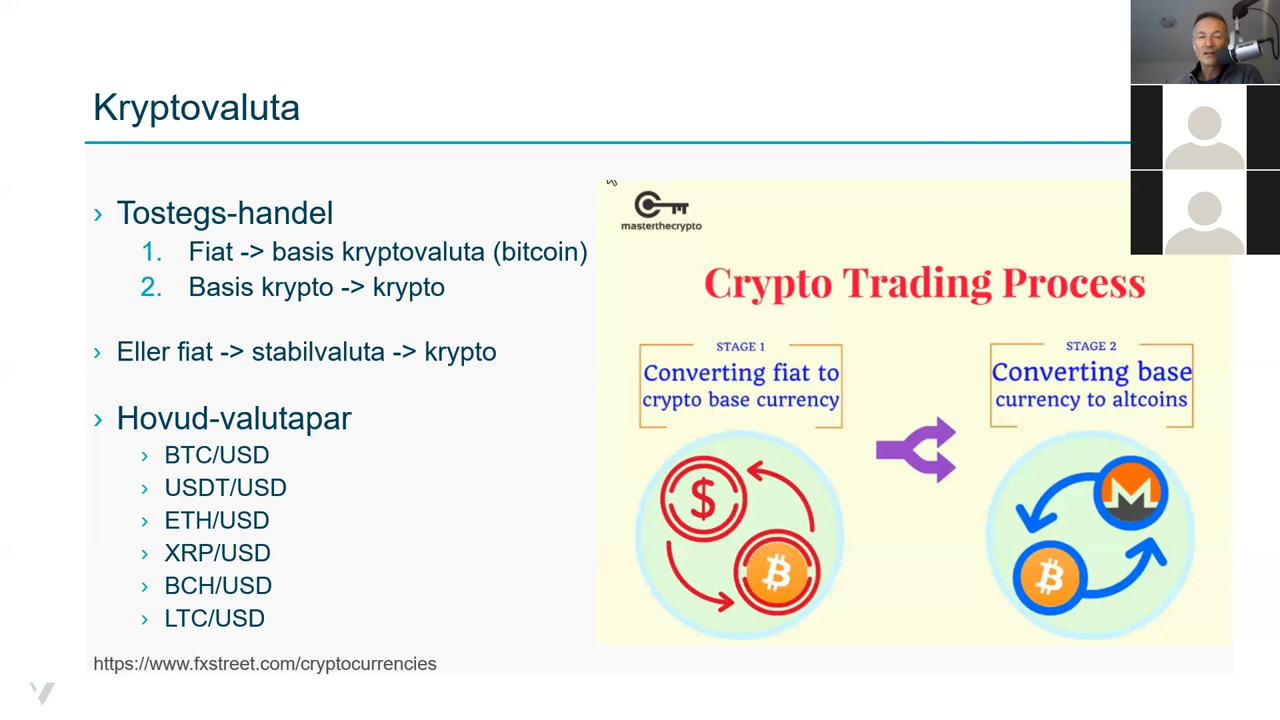 Kryptovaluta
› Tostegs-handel
1. Fiat -> basis kryptovaluta (bitcoin)
2. Basis krypto -> krypto
› Eller fiat -> stabilvaluta -> krypto
› Hovud-valutapar
› BTC/USD
› USDT/USD
› ETH/USD
› XRP/USD
› BCH/USD
› LTC/USD
https://www.fxstreet.com/cryptocurrencies
masterthecrypto
Crypto Trading Process
STAGE 1
Converting fiat to
crypto base currency
STAGE 2
Converting base
currency to altcoins